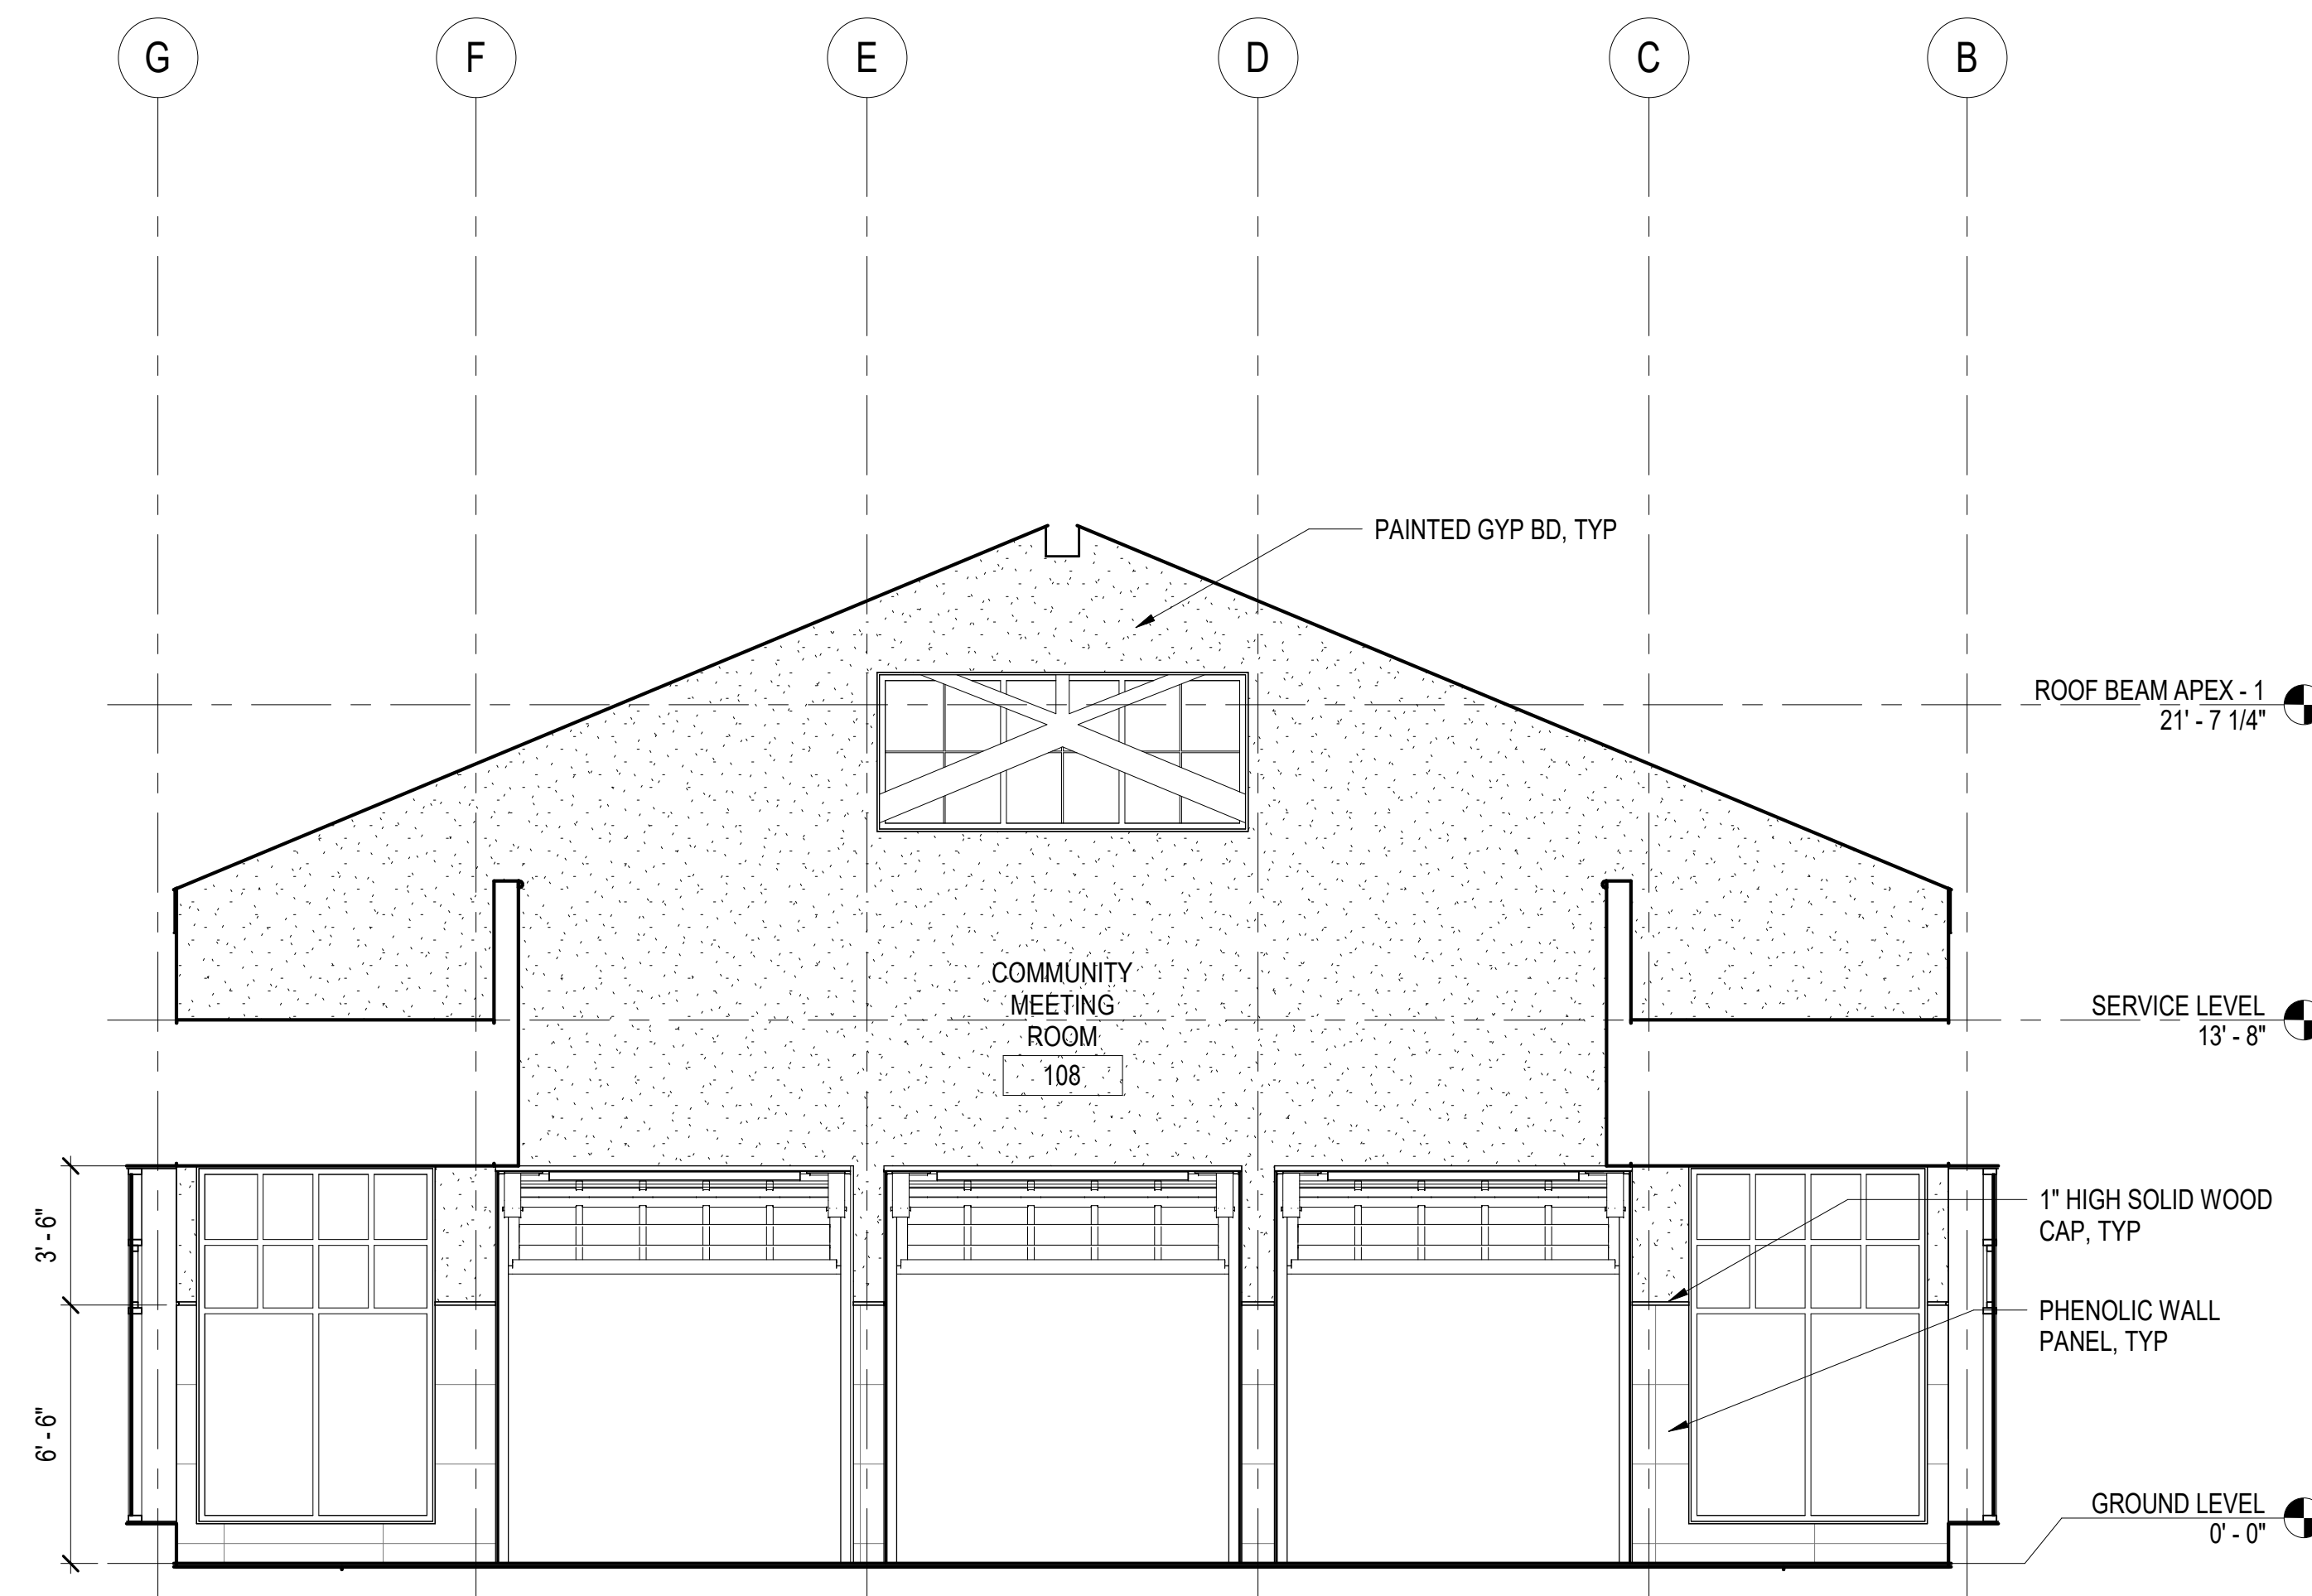 G F E D C B
PAINTED GYP BD, TYP
ROOF BEAM APEX - 1
21' - 7 1/4"
COMMUNITY
MEETING
ROOM
108
SERVICE LEVEL
13' - 8"
3' - 6"
1" HIGH SOLID WOOD
CAP, TYP
PHENOLIC WALL
PANEL, TYP
6' - 6"
GROUND LEVEL
0' - 0"